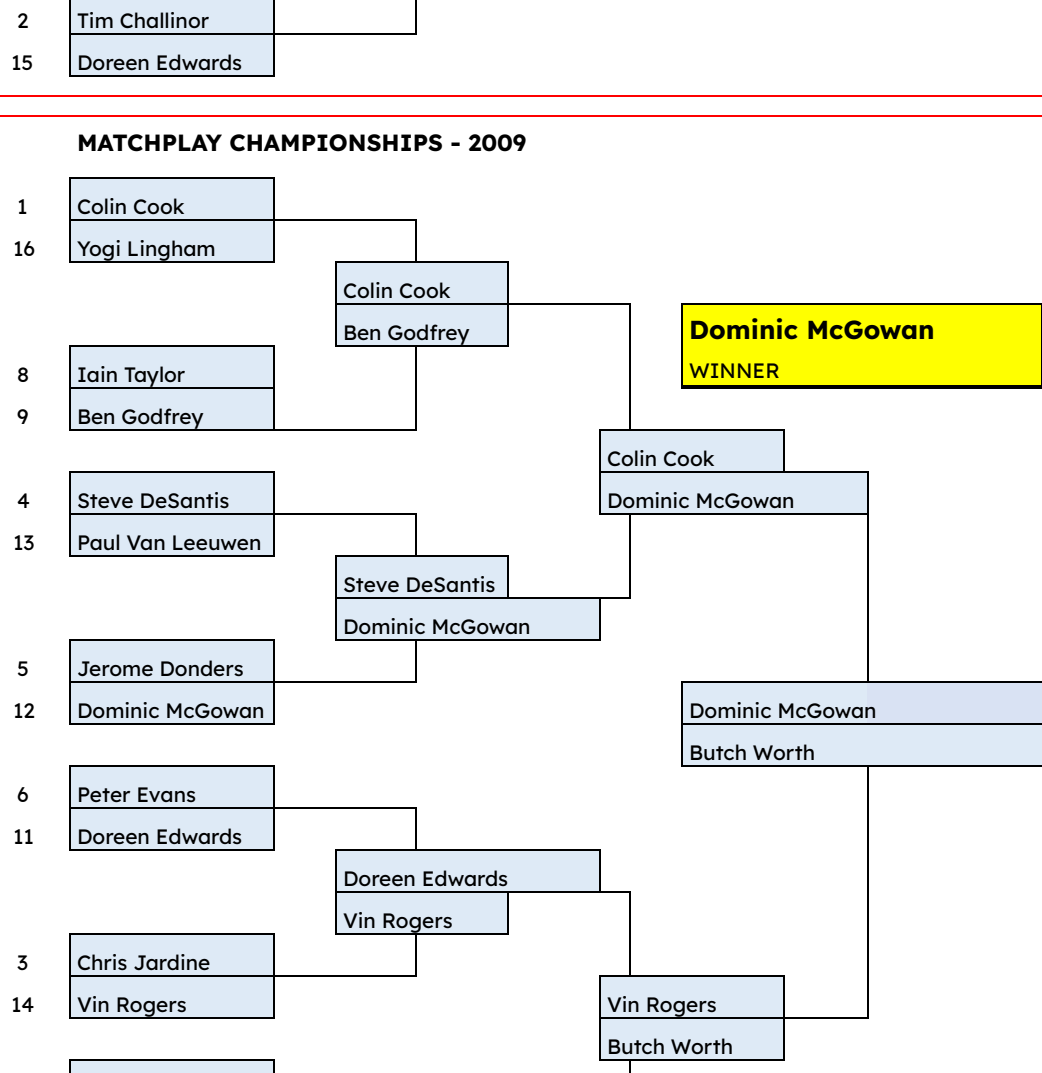 2 Tim Challinor
15 Doreen Edwards
MATCHPLAY CHAMPIONSHIPS - 2009
1 Colin Cook
16 Yogi Lingham
Colin Cook
Ben Godfrey
Dominic McGowan
WINNER
8 Iain Taylor
9 Ben Godfrey
Colin Cook
4 Steve DeSantis
Dominic McGowan
13 Paul Van Leeuwen
Steve DeSantis
Dominic McGowan
5 Jerome Donders
12 Dominic McGowan
Dominic McGowan
Butch Worth
6 Peter Evans
11 Doreen Edwards
Doreen Edwards
Vin Rogers
3 Chris Jardine
14 Vin Rogers
Vin Rogers
Butch Worth